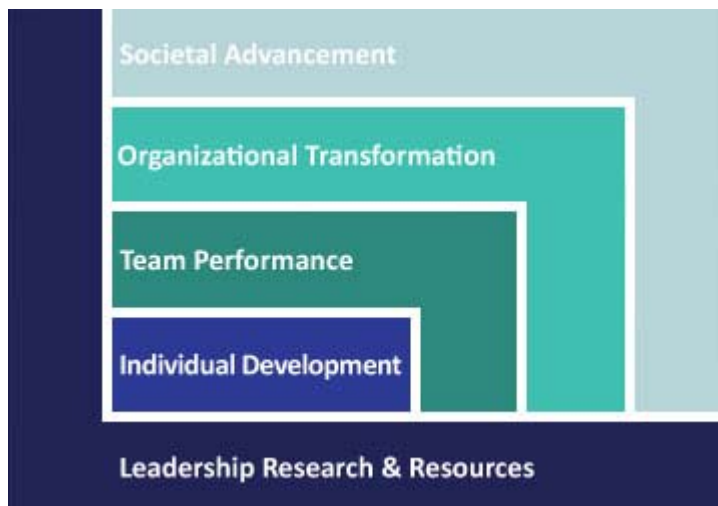 Societal Advancement
Organizational Transformation
Team Performance
Individual Development
Leadership Research & Resources